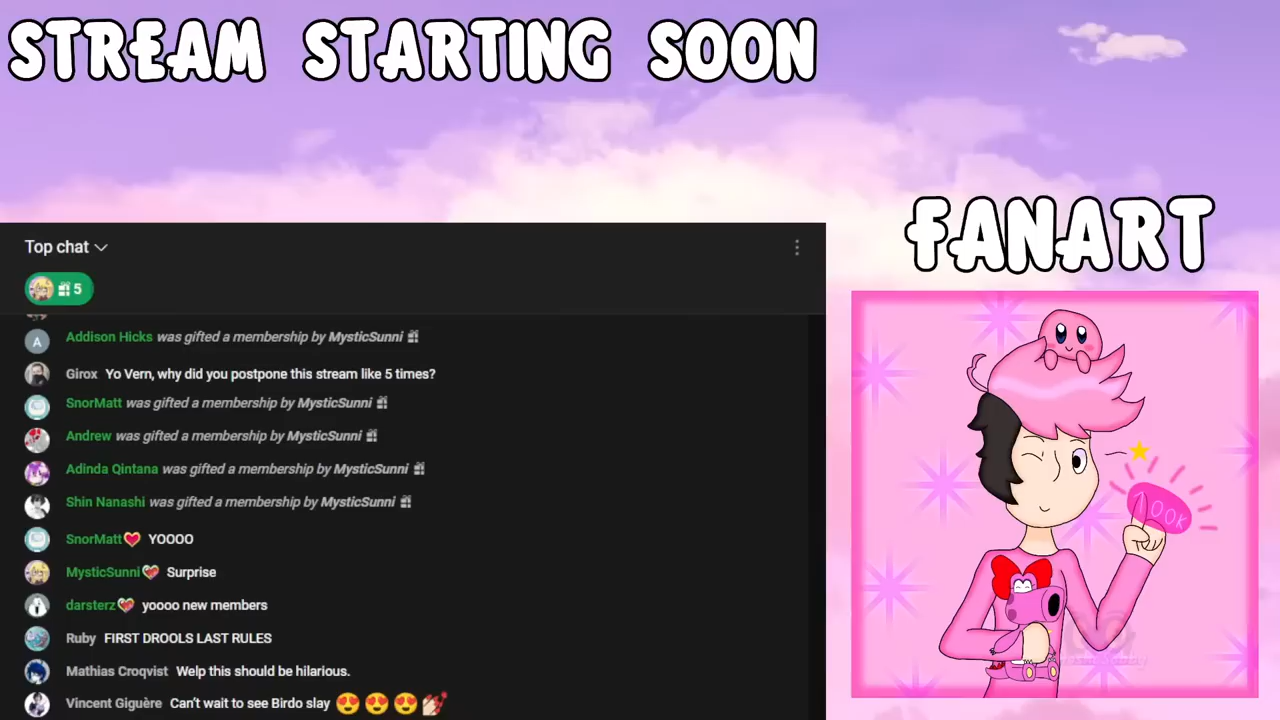 STREAM STARTING SOON
FANART
Top chat
5
A
Addison Hicks was gifted a membership by MysticSunni
Girox Yo Vern, why did you postpone this stream like 5 times?
SnorMatt was gifted a membership by MysticSunni
Andrew was gifted a membership by MysticSunni
Adinda Qintana was gifted a membership by MysticSunni
Shin Nanashi was gifted a membership by MysticSunni
SnorMatt YOOOO
MysticSunni Surprise
darsterz yoooo new members
Ruby FIRST DROOLS LAST RULES
Mathias Croqvist Welp this should be hilarious.
Vincent Giguère Can't wait to see Birdo slay 😍😍😍💅
100K